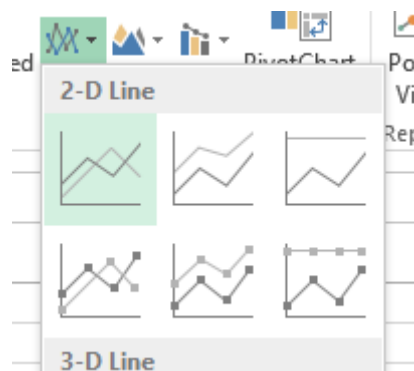 ed
PivotChart
Po
Vi
Rep
2-D Line
3-D Line